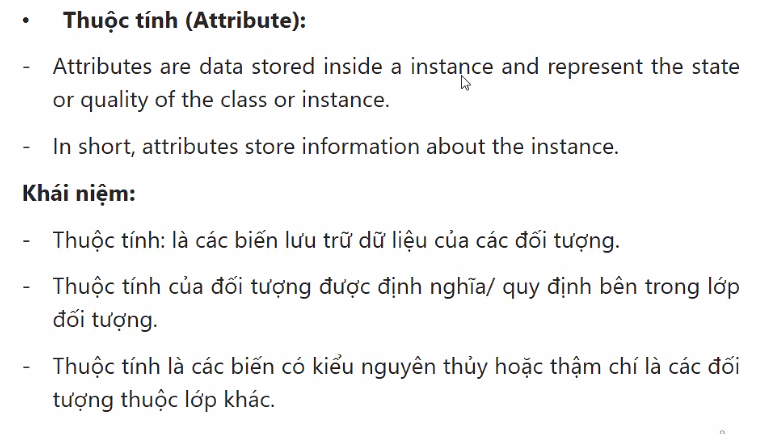 • Thuộc tính (Attribute):
- Attributes are data stored inside a instance and represent the state
or quality of the class or instance.
- In short, attributes store information about the instance.
Khái niệm:
- Thuộc tính: là các biến lưu trữ dữ liệu của các đối tượng.
- Thuộc tính của đối tượng được định nghĩa/ quy định bên trong lớp
đối tượng.
- Thuộc tính là các biến có kiểu nguyên thủy hoặc thậm chí là các đối
tượng thuộc lớp khác.